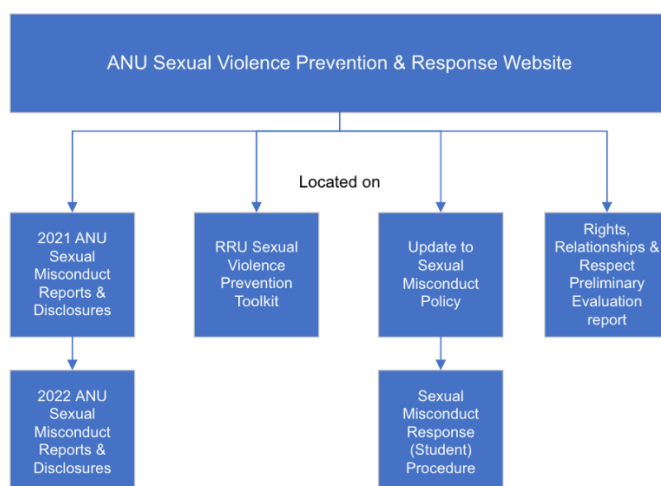 ANU Sexual Violence Prevention & Response Website
Located on
2021 ANU
Sexual
Misconduct
Reports &
Disclosures
RRU Sexual
Violence
Prevention
Toolkit
Update to
Sexual
Misconduct
Policy
Rights,
Relationships &
Respect
Preliminary
Evaluation
report
2022 ANU
Sexual
Misconduct
Reports &
Disclosures
Sexual
Misconduct
Response
(Student)
Procedure